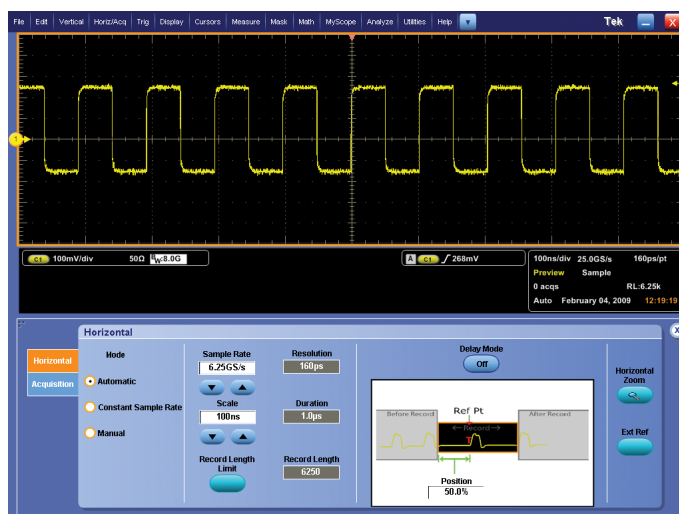 File Edit Vertical Horiz/Acq Trig Display Cursors Measure Mask Math MyScope Analyze Utilities Help Tek X
1
C1 100mV/div 50Ω BW:8.0G
A C1 268mV
100ns/div 25.0GS/s 160ps/pt
Preview Sample
0 acqs RL:6.25k
Auto February 04, 2009 12:19:19
Horizontal X
Horizontal
Acquisition
Mode
Automatic
Constant Sample Rate
Manual
Sample Rate
6.25GS/s
Scale
100ns
Record Length
Limit
Resolution
160ps
Duration
1.0µs
Record Length
6250
Delay Mode
Off
Before Record Ref Pt After Record
Record
T
Position
50.0%
Horizontal
Zoom
Ext Ref